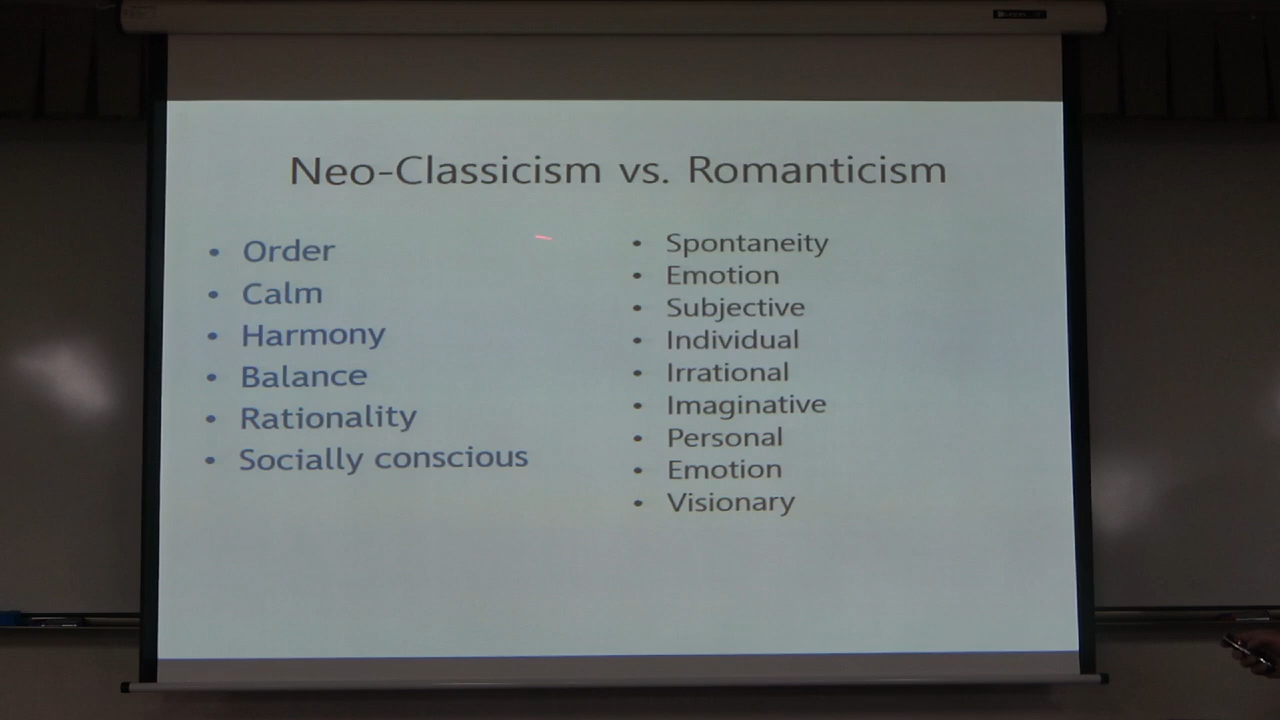 Neo-Classicism vs. Romanticism
• Order
• Calm
• Harmony
• Balance
• Rationality
• Socially conscious
• Spontaneity
• Emotion
• Subjective
• Individual
• Irrational
• Imaginative
• Personal
• Emotion
• Visionary